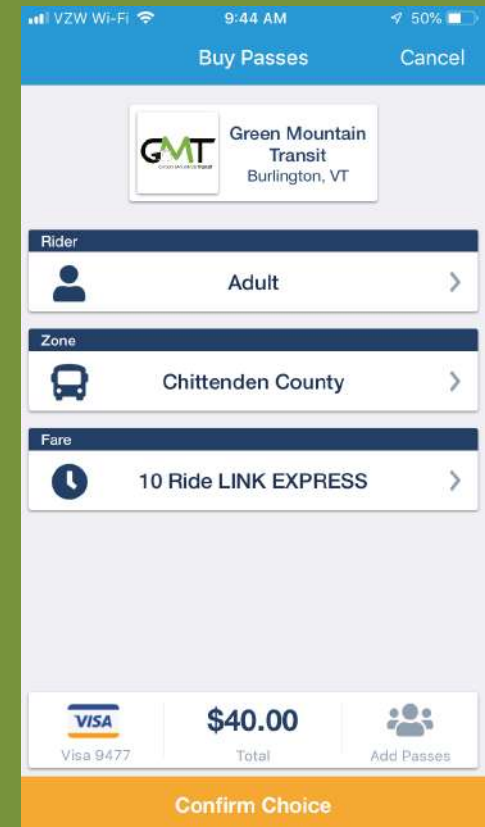 VZW Wi-Fi 9:44 AM 50%
Buy Passes Cancel
GMT
Green Mountain
Transit
Burlington, VT
Rider
Adult
Zone
Chittenden County
Fare
10 Ride LINK EXPRESS
VISA $40.00
Visa 9477 Total Add Passes
Confirm Choice